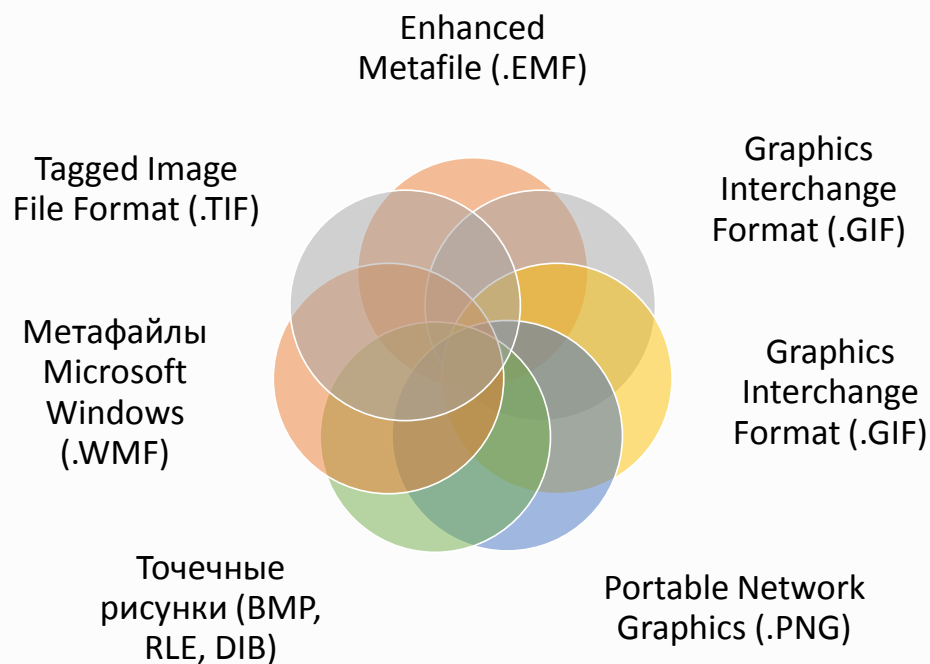 Enhanced
Metafile (.EMF)
Graphics
Interchange
Format (.GIF)
Graphics
Interchange
Format (.GIF)
Portable Network
Graphics (.PNG)
Точечные
рисунки (BMP,
RLE, DIB)
Метафайлы
Microsoft
Windows
(.WMF)
Tagged Image
File Format (.TIF)